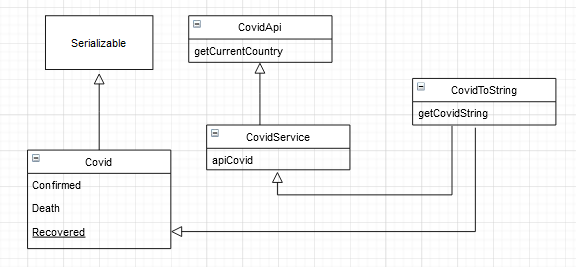 Serializable
CovidApi
getCurrentCountry
CovidToString
getCovidString
CovidService
apiCovid
Covid
Confirmed
Death
Recovered